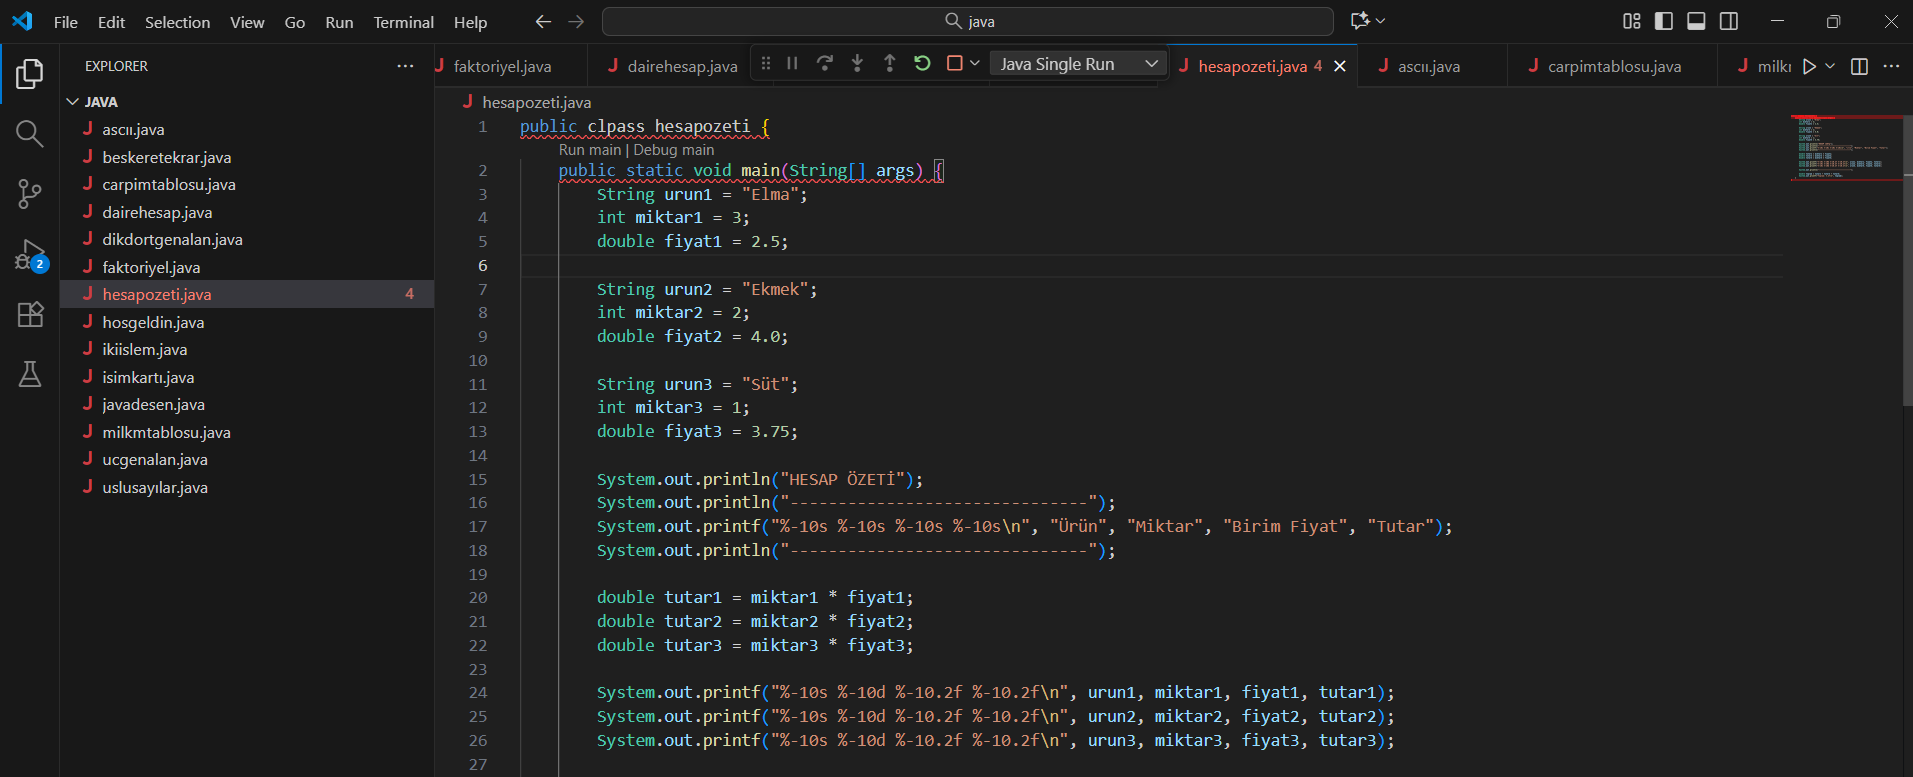 File Edit Selection View Go Run Terminal Help
java
EXPLORER
JAVA
ascıı.java
beskeretekrar.java
carpimtablosu.java
dairehesap.java
dikdortgenalan.java
faktoriyel.java
hesapozeti.java 4
hosgeldin.java
ikiislem.java
isimkartı.java
javadesen.java
milkmtablosu.java
ucgenalan.java
uslusayılar.java
2
faktoriyel.java dairehesap.java Java Single Run hesapozeti.java 4 ascıı.java carpimtablosu.java milkı
hesapozeti.java
1 public clpass hesapozeti {
Run main | Debug main
2 public static void main(String[] args) {
3 String urun1 = "Elma";
4 int miktar1 = 3;
5 double fiyat1 = 2.5;
6
7 String urun2 = "Ekmek";
8 int miktar2 = 2;
9 double fiyat2 = 4.0;
10
11 String urun3 = "Süt";
12 int miktar3 = 1;
13 double fiyat3 = 3.75;
14
15 System.out.println("HESAP ÖZETİ");
16 System.out.println("-------------------------------");
17 System.out.printf("%-10s %-10s %-10s %-10s\n", "Ürün", "Miktar", "Birim Fiyat", "Tutar");
18 System.out.println("-------------------------------");
19
20 double tutar1 = miktar1 * fiyat1;
21 double tutar2 = miktar2 * fiyat2;
22 double tutar3 = miktar3 * fiyat3;
23
24 System.out.printf("%-10s %-10d %-10.2f %-10.2f\n", urun1, miktar1, fiyat1, tutar1);
25 System.out.printf("%-10s %-10d %-10.2f %-10.2f\n", urun2, miktar2, fiyat2, tutar2);
26 System.out.printf("%-10s %-10d %-10.2f %-10.2f\n", urun3, miktar3, fiyat3, tutar3);
27